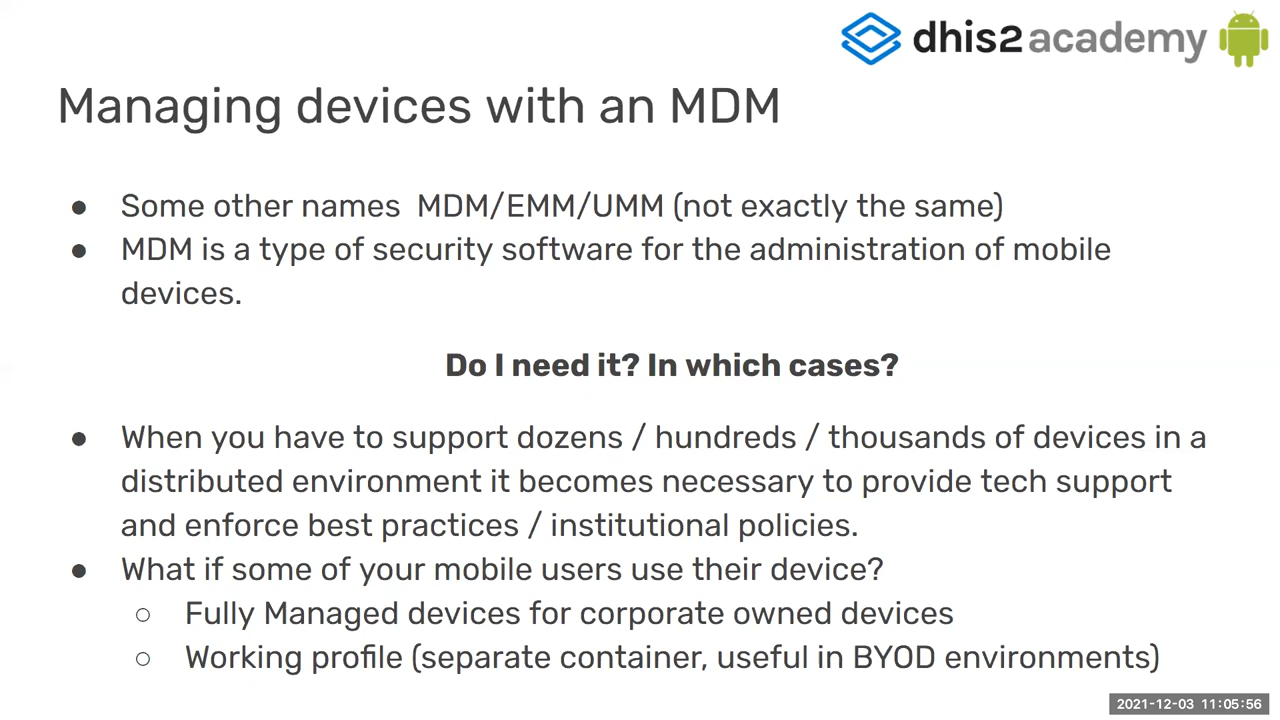 dhis2 academy
Managing devices with an MDM
● Some other names MDM/EMM/UMM (not exactly the same)
● MDM is a type of security software for the administration of mobile
devices.
Do I need it? In which cases?
● When you have to support dozens / hundreds / thousands of devices in a
distributed environment it becomes necessary to provide tech support
and enforce best practices / institutional policies.
● What if some of your mobile users use their device?
○ Fully Managed devices for corporate owned devices
○ Working profile (separate container, useful in BYOD environments)
2021-12-03 11:05:56